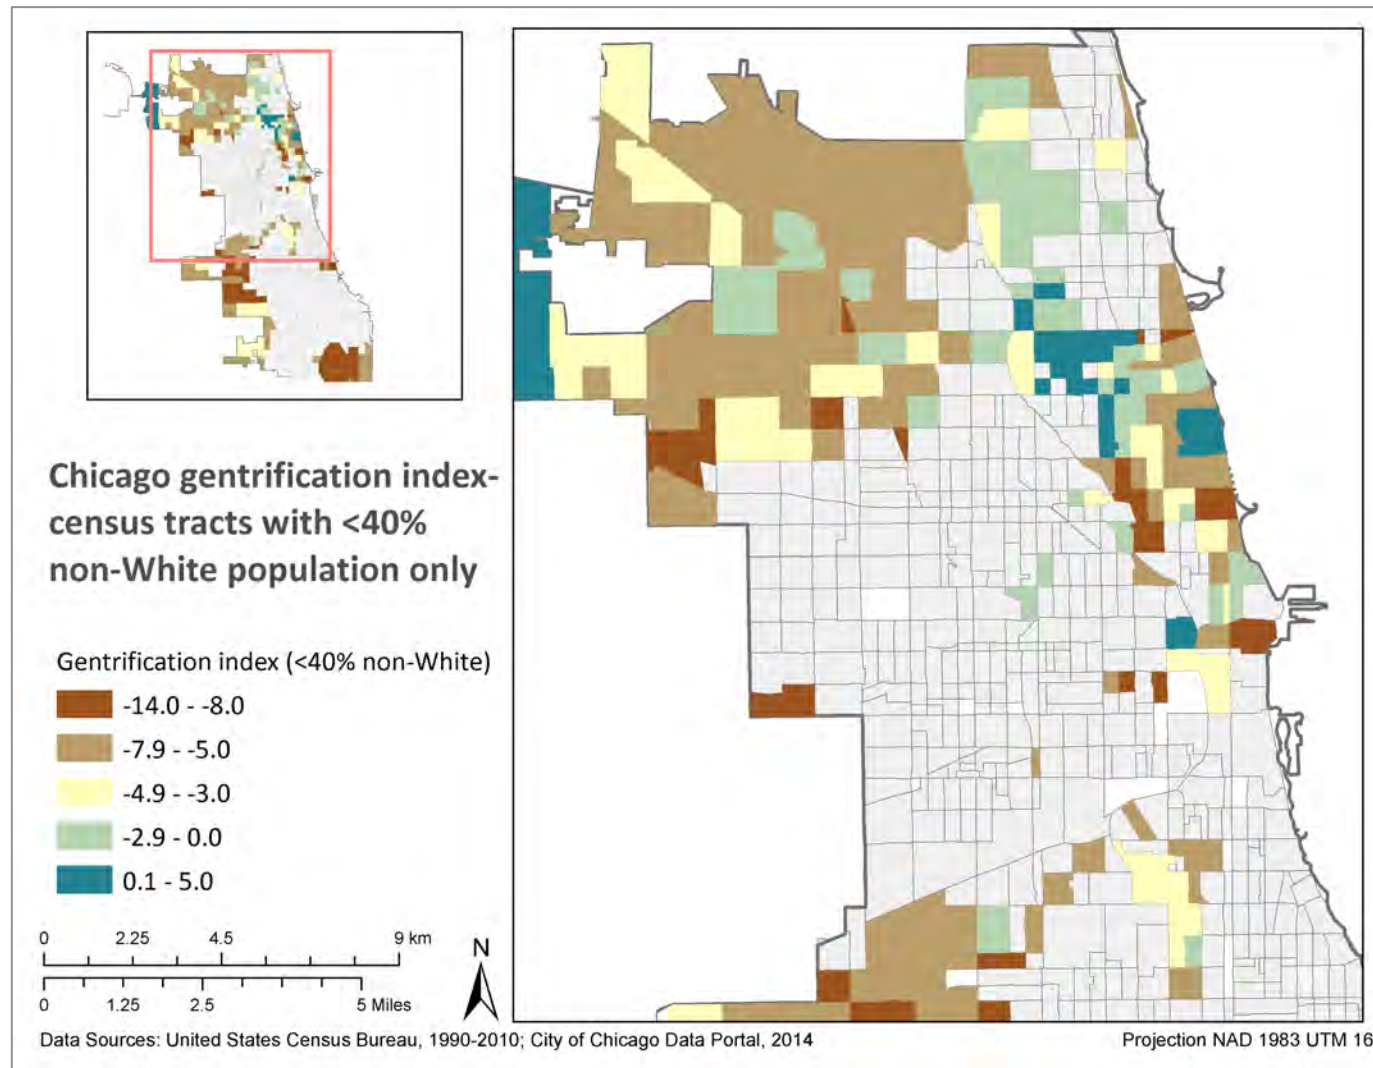 Chicago gentrification index-
census tracts with <40%
non-White population only
Gentrification index (<40% non-White)
-14.0 - -8.0
-7.9 - -5.0
-4.9 - -3.0
-2.9 - 0.0
0.1 - 5.0
0 2.25 4.5 9 km
0 1.25 2.5 5 Miles
N
Data Sources: United States Census Bureau, 1990-2010; City of Chicago Data Portal, 2014
Projection NAD 1983 UTM 16